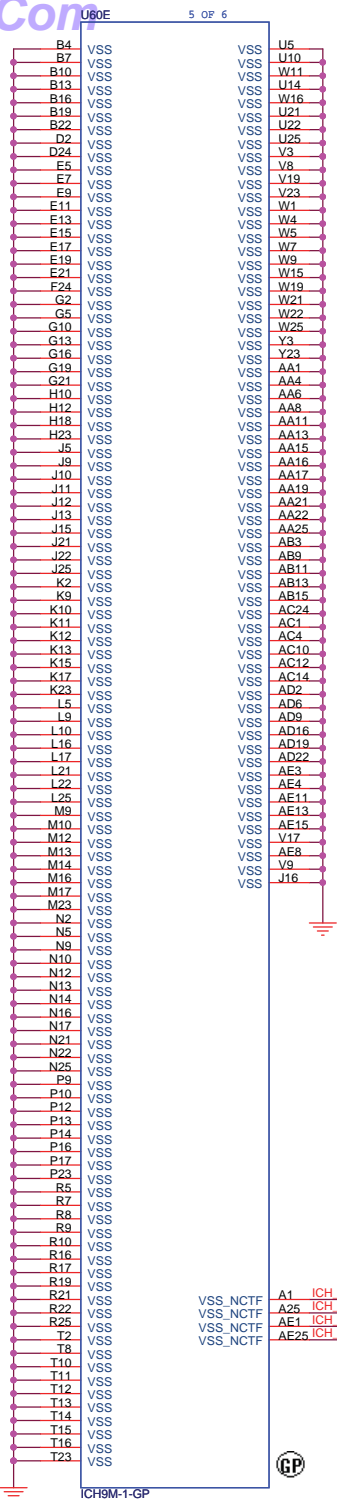 Com
U60E 5 OF 6
B4 VSS VSS U5
B7 VSS VSS U10
B10 VSS VSS W11
B13 VSS VSS U14
B16 VSS VSS W16
B19 VSS VSS U21
B22 VSS VSS U22
D2 VSS VSS U25
D24 VSS VSS V3
E5 VSS VSS V8
E7 VSS VSS V19
E9 VSS VSS V23
E11 VSS VSS W1
E13 VSS VSS W4
E15 VSS VSS W5
E17 VSS VSS W7
E19 VSS VSS W9
E21 VSS VSS W15
F24 VSS VSS W19
G2 VSS VSS W21
G5 VSS VSS W22
G10 VSS VSS W25
G13 VSS VSS Y3
G16 VSS VSS Y23
G19 VSS VSS AA1
G21 VSS VSS AA4
H10 VSS VSS AA6
H12 VSS VSS AA8
H18 VSS VSS AA11
H23 VSS VSS AA13
J5 VSS VSS AA15
J9 VSS VSS AA16
J10 VSS VSS AA17
J11 VSS VSS AA19
J12 VSS VSS AA21
J13 VSS VSS AA22
J15 VSS VSS AA25
J21 VSS VSS AB3
J22 VSS VSS AB9
J25 VSS VSS AB11
K2 VSS VSS AB13
K9 VSS VSS AB15
K10 VSS VSS AC24
K11 VSS VSS AC1
K12 VSS VSS AC4
K13 VSS VSS AC10
K15 VSS VSS AC12
K17 VSS VSS AC14
K23 VSS VSS AD2
L5 VSS VSS AD6
L9 VSS VSS AD9
L10 VSS VSS AD16
L16 VSS VSS AD19
L17 VSS VSS AD22
L21 VSS VSS AE3
L22 VSS VSS AE4
L25 VSS VSS AE11
M9 VSS VSS AE13
M10 VSS VSS AE15
M12 VSS VSS V17
M13 VSS VSS AE8
M14 VSS VSS V9
M16 VSS VSS J16
M17 VSS
M23 VSS
N2 VSS
N5 VSS
N9 VSS
N10 VSS
N12 VSS
N13 VSS
N14 VSS
N16 VSS
N17 VSS
N21 VSS
N22 VSS
N25 VSS
P9 VSS
P10 VSS
P12 VSS
P13 VSS
P14 VSS
P16 VSS
P17 VSS
P23 VSS
R5 VSS
R7 VSS
R8 VSS
R9 VSS
R10 VSS
R16 VSS
R17 VSS
R19 VSS
R21 VSS VSS_NCTF A1 ICH_
R22 VSS VSS_NCTF A25 ICH_
R25 VSS VSS_NCTF AE1 ICH_
T2 VSS VSS_NCTF AE25 ICH_
T8 VSS
T10 VSS
T11 VSS
T12 VSS
T13 VSS
T14 VSS
T15 VSS
T16 VSS
T23 VSS
GP
ICH9M-1-GP